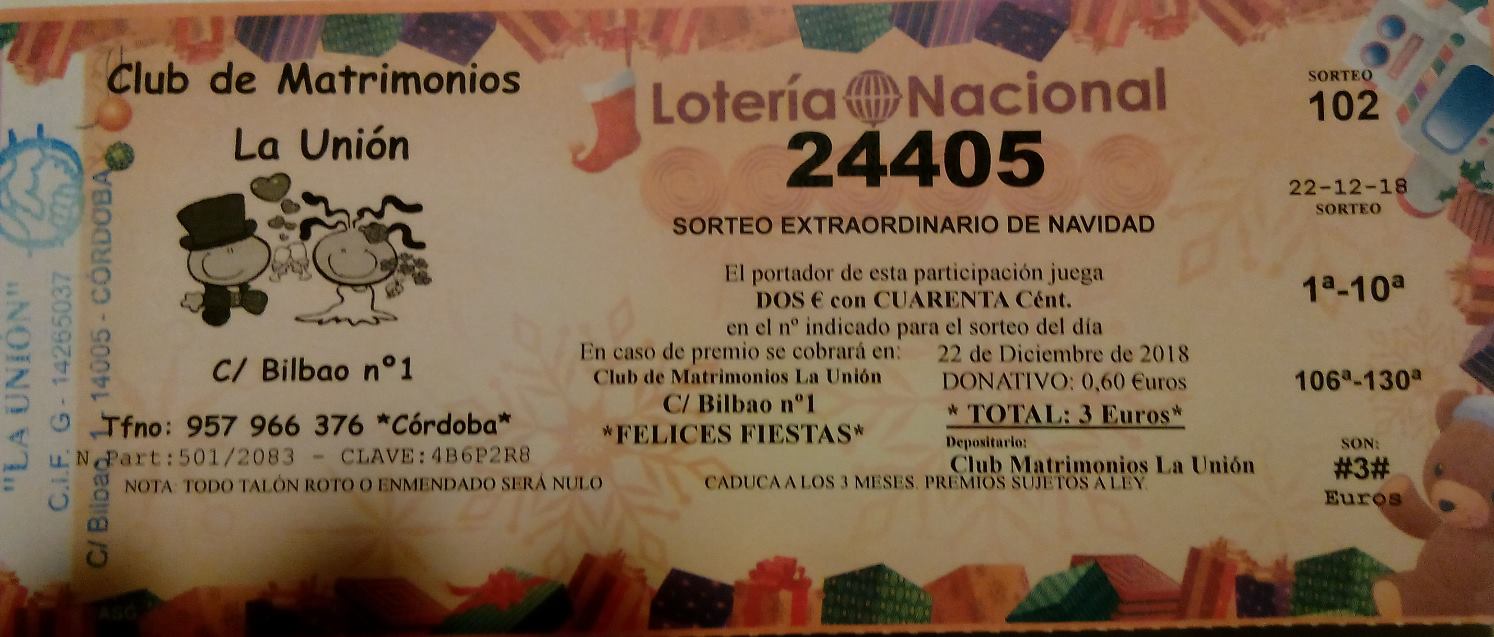 Club de Matrimonios
La Unión
C/ Bilbao nº1
Tfno: 957 966 376 *Córdoba*
N.Part:501/2083 - CLAVE:4B6P2R8
NOTA: TODO TALÓN ROTO O ENMENDADO SERÁ NULO
"LA UNIÓN"
C.I.F. G - 14265037
C/ Bilbao, 1 - 14005 - CÓRDOBA
Lotería Nacional
24405
SORTEO EXTRAORDINARIO DE NAVIDAD
El portador de esta participación juega
DOS € con CUARENTA Cént.
en el nº indicado para el sorteo del día
22 de Diciembre de 2018
En caso de premio se cobrará en:
Club de Matrimonios La Unión
C/ Bilbao nº1
*FELICES FIESTAS*
DONATIVO: 0,60 Euros
* TOTAL: 3 Euros*
Depositario:
Club Matrimonios La Unión
CADUCA A LOS 3 MESES. PREMIOS SUJETOS A LEY.
SORTEO
102
22-12-18
SORTEO
1ª-10ª
106ª-130ª
SON:
#3#
Euros
ASG